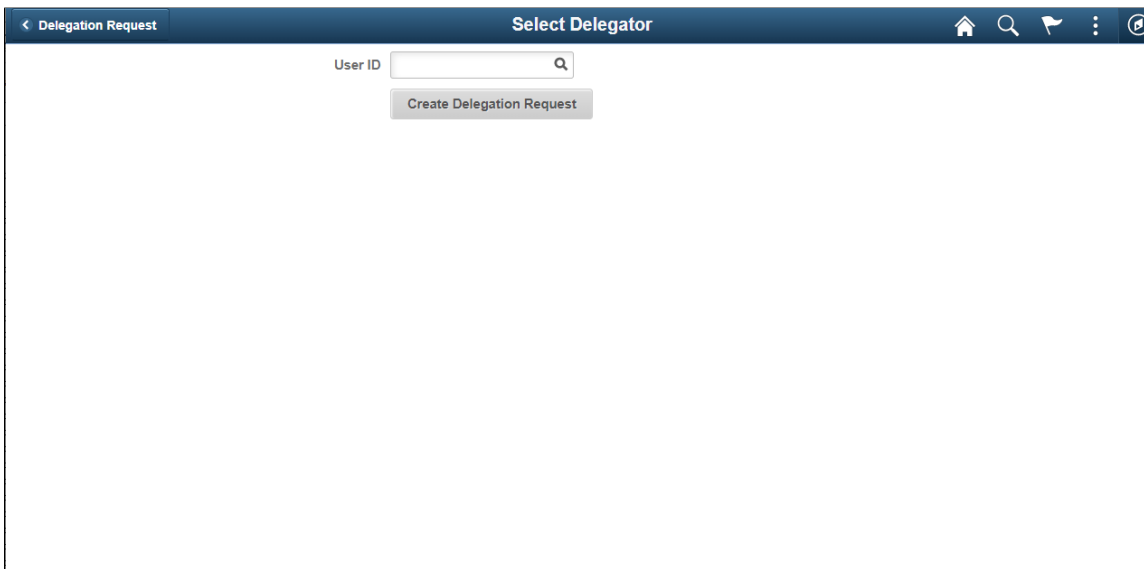 Delegation Request
Select Delegator
User ID
Create Delegation Request